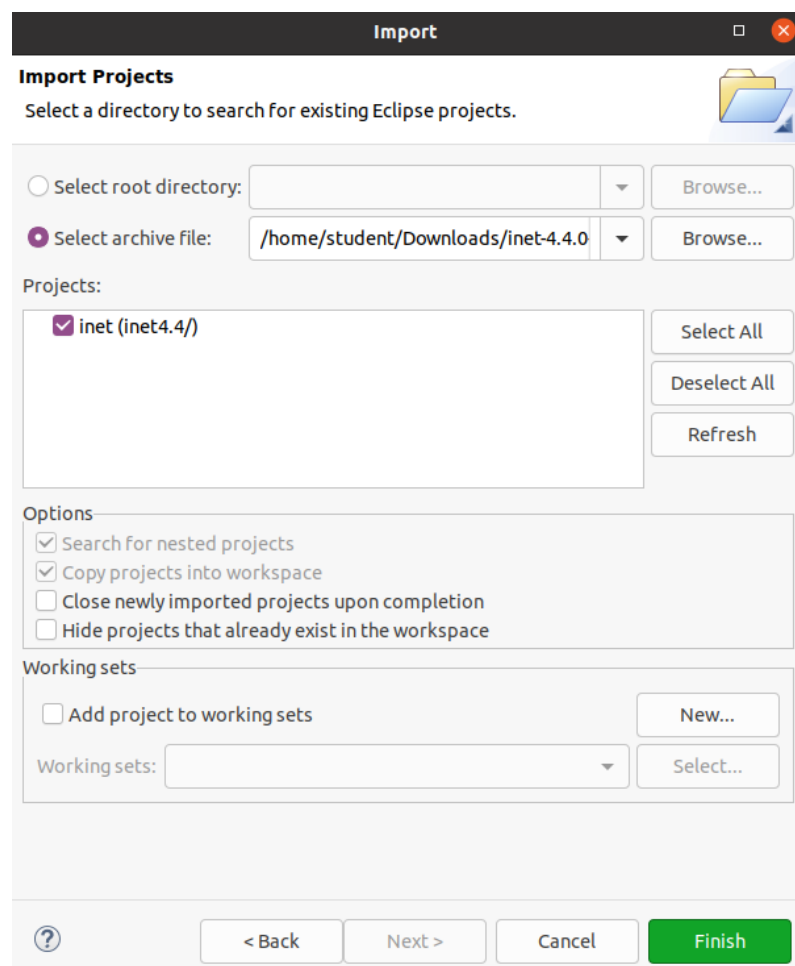 Import
Import Projects
Select a directory to search for existing Eclipse projects.
Select root directory:
Browse...
Select archive file:
/home/student/Downloads/inet-4.4.0-
Browse...
Projects:
inet (inet4.4/)
Select All
Deselect All
Refresh
Options
Search for nested projects
Copy projects into workspace
Close newly imported projects upon completion
Hide projects that already exist in the workspace
Working sets
Add project to working sets
New...
Working sets:
Select...
?
< Back
Next >
Cancel
Finish